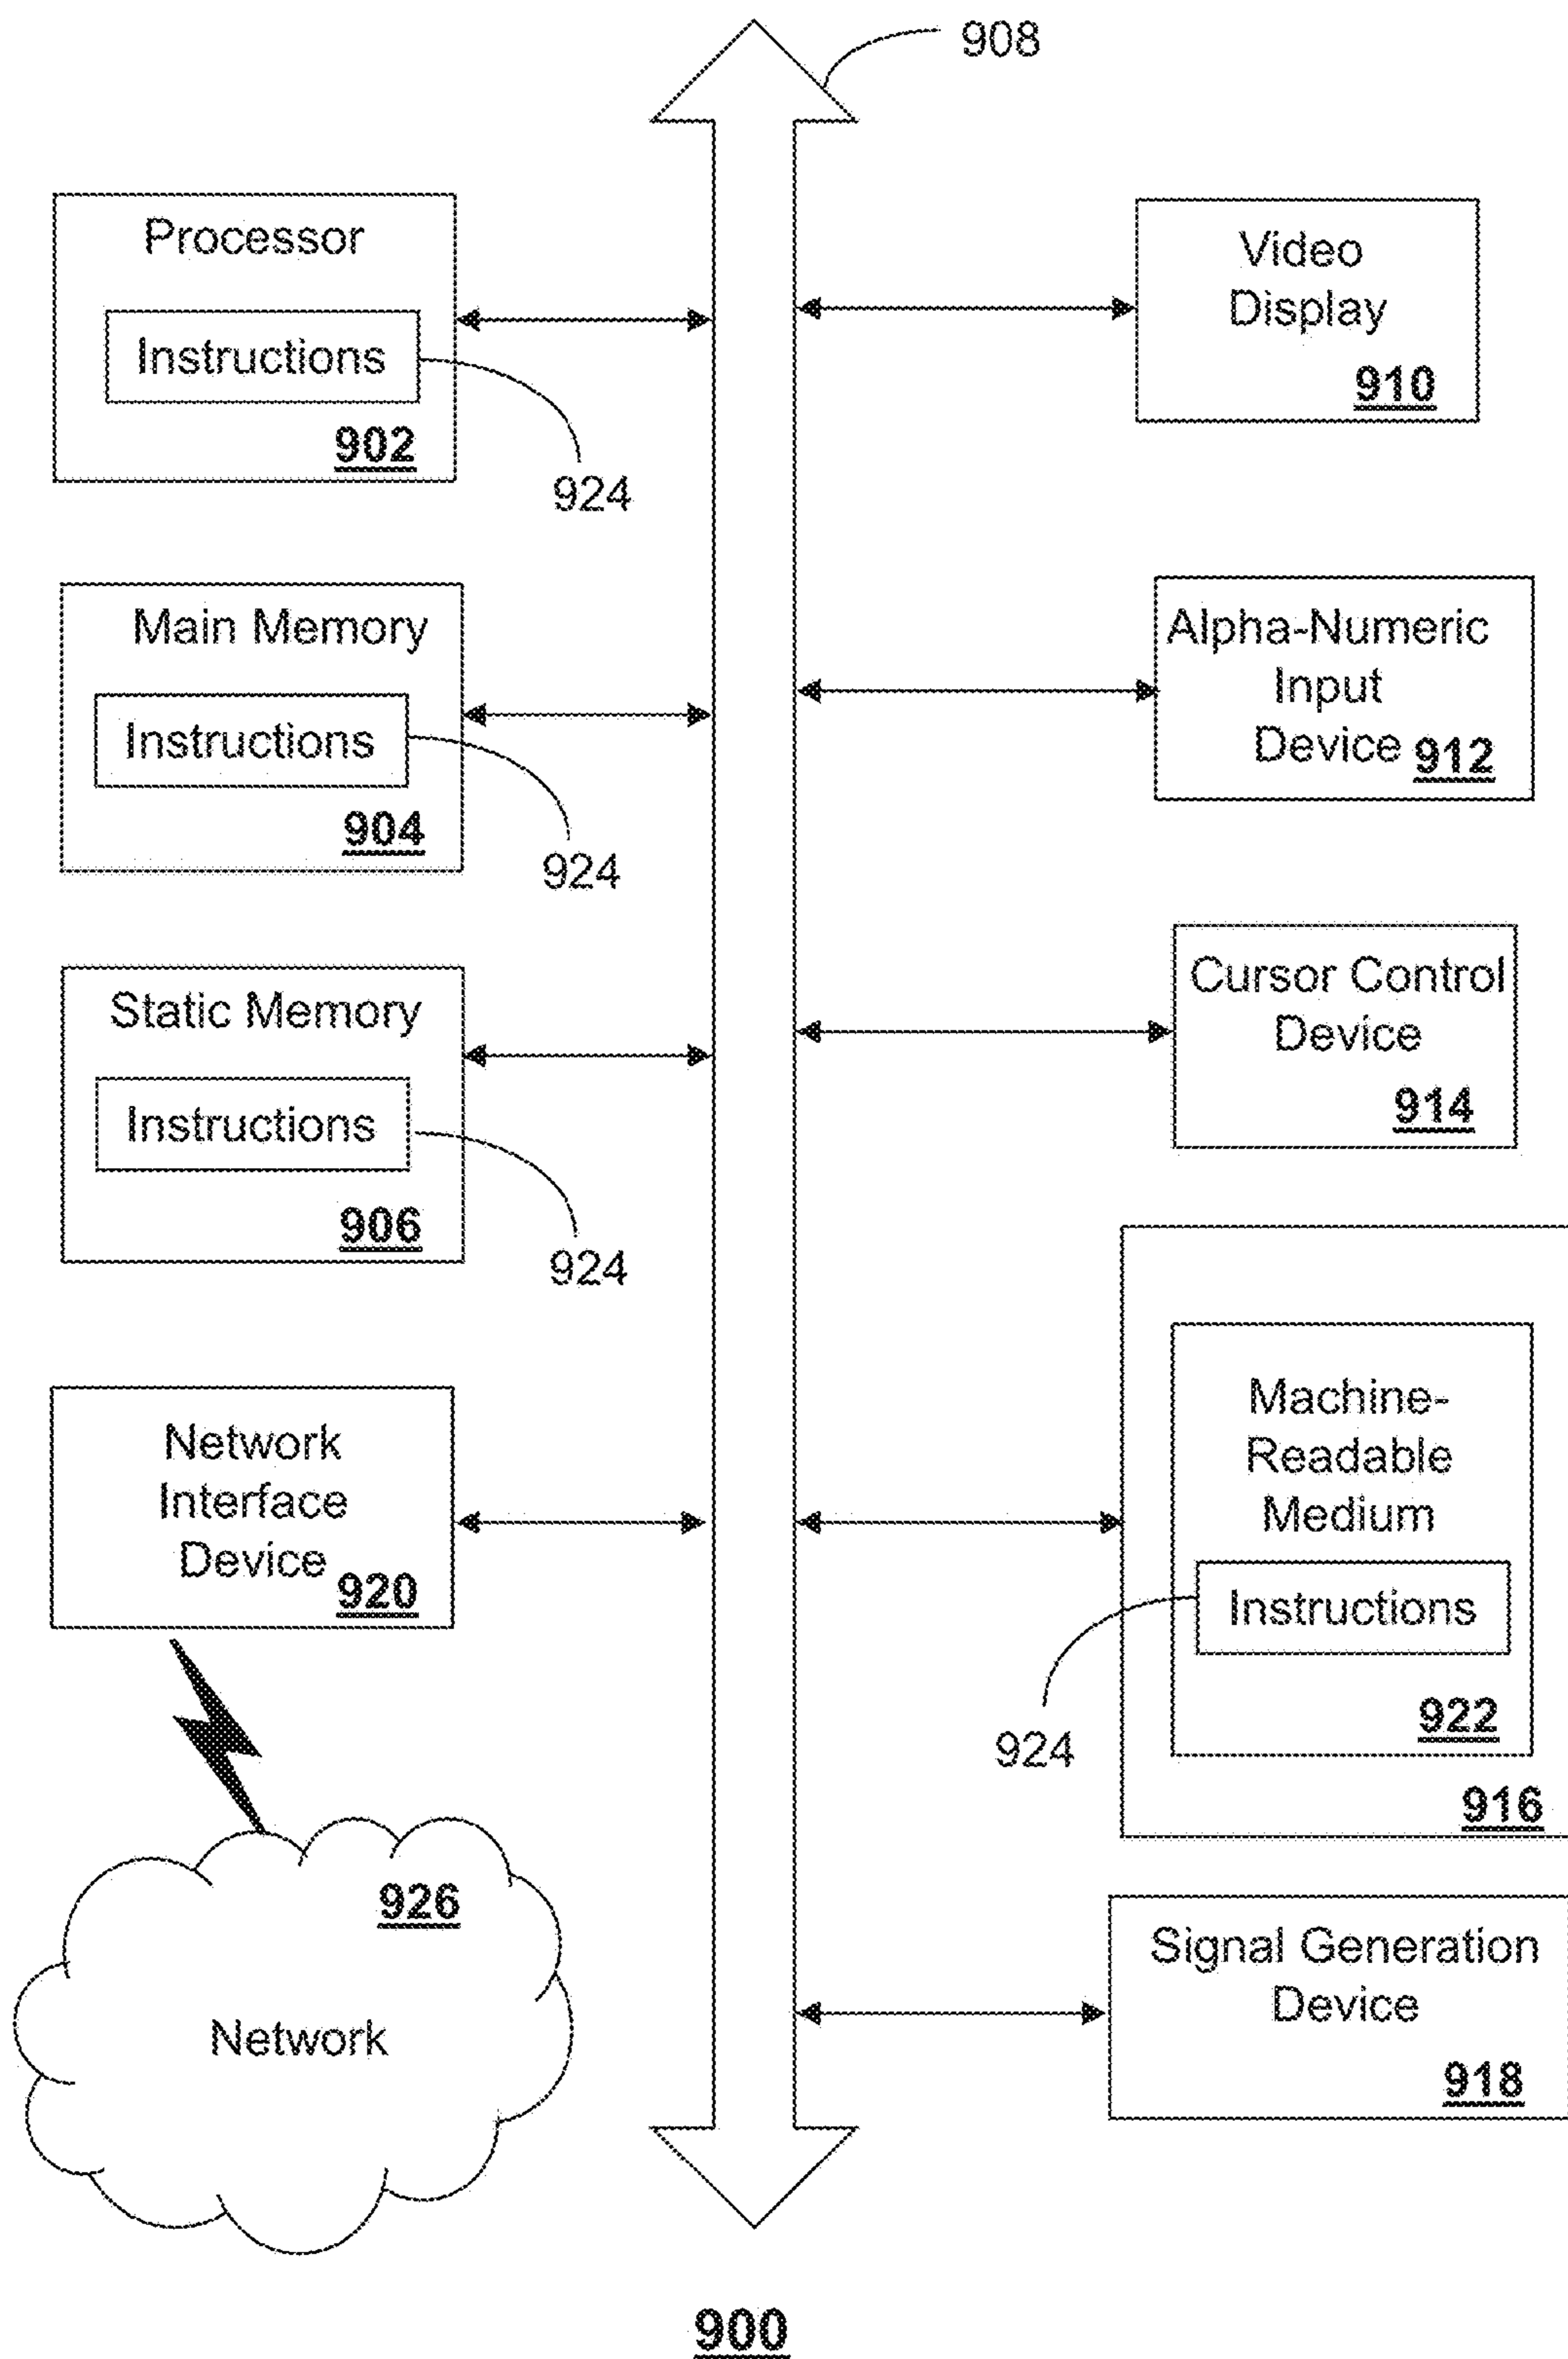 908
Processor
Instructions
902
924
Main Memory
Instructions
904
924
Static Memory
Instructions
906
924
Network
Interface
Device
920
926
Network
Video
Display
910
Alpha-Numeric
Input
Device 912
Cursor Control
Device
914
Machine-
Readable
Medium
Instructions
924
922
916
Signal Generation
Device
918
900